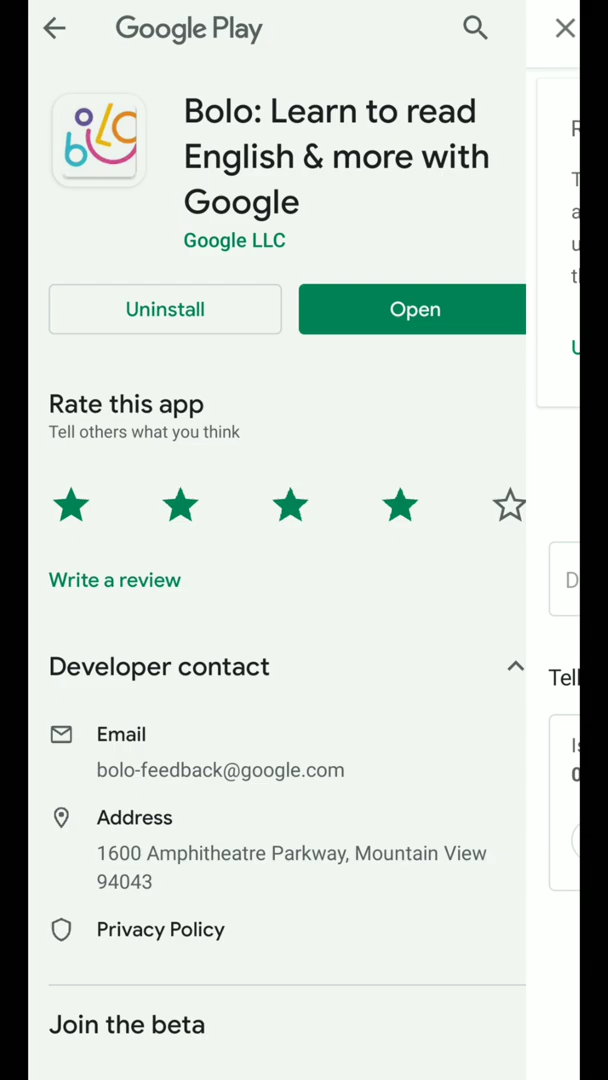 Google Play
bolo
Bolo: Learn to read
English & more with
Google
Google LLC
Uninstall
Open
Rate this app
Tell others what you think
Write a review
Developer contact
Email
bolo-feedback@google.com
Address
1600 Amphitheatre Parkway, Mountain View
94043
Privacy Policy
Join the beta
Tell